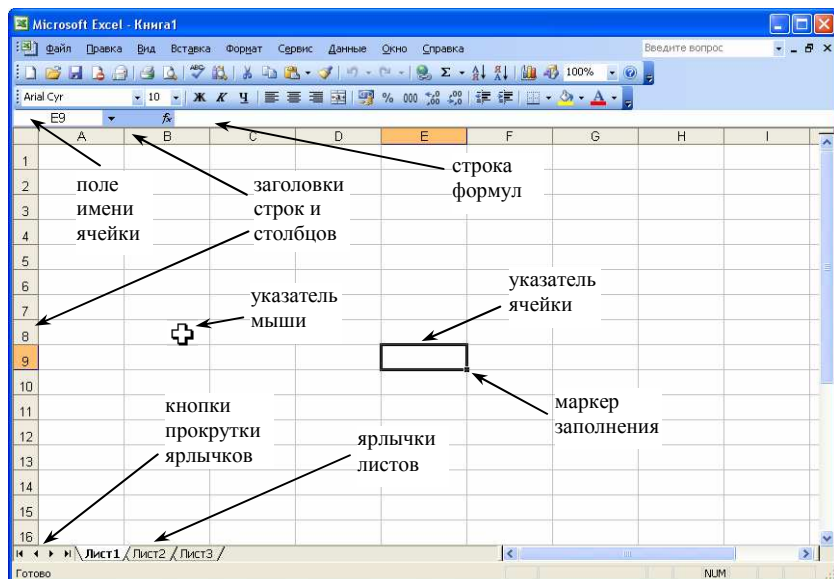 Microsoft Excel - Книга1
Файл Правка Вид Вставка Формат Сервис Данные Окно Справка Введите вопрос
100%
Arial Cyr 10 Ж К Ч % 000
E9 fx
A B C D E F G H I
1
2
3
4
5
6
7
8
9
10
11
12
13
14
15
16
поле
имени
ячейки
заголовки
строк и
столбцов
строка
формул
указатель
мыши
указатель
ячейки
маркер
заполнения
кнопки
прокрутки
ярлычков
ярлычки
листов
Лист1 Лист2 Лист3
Готово NUM